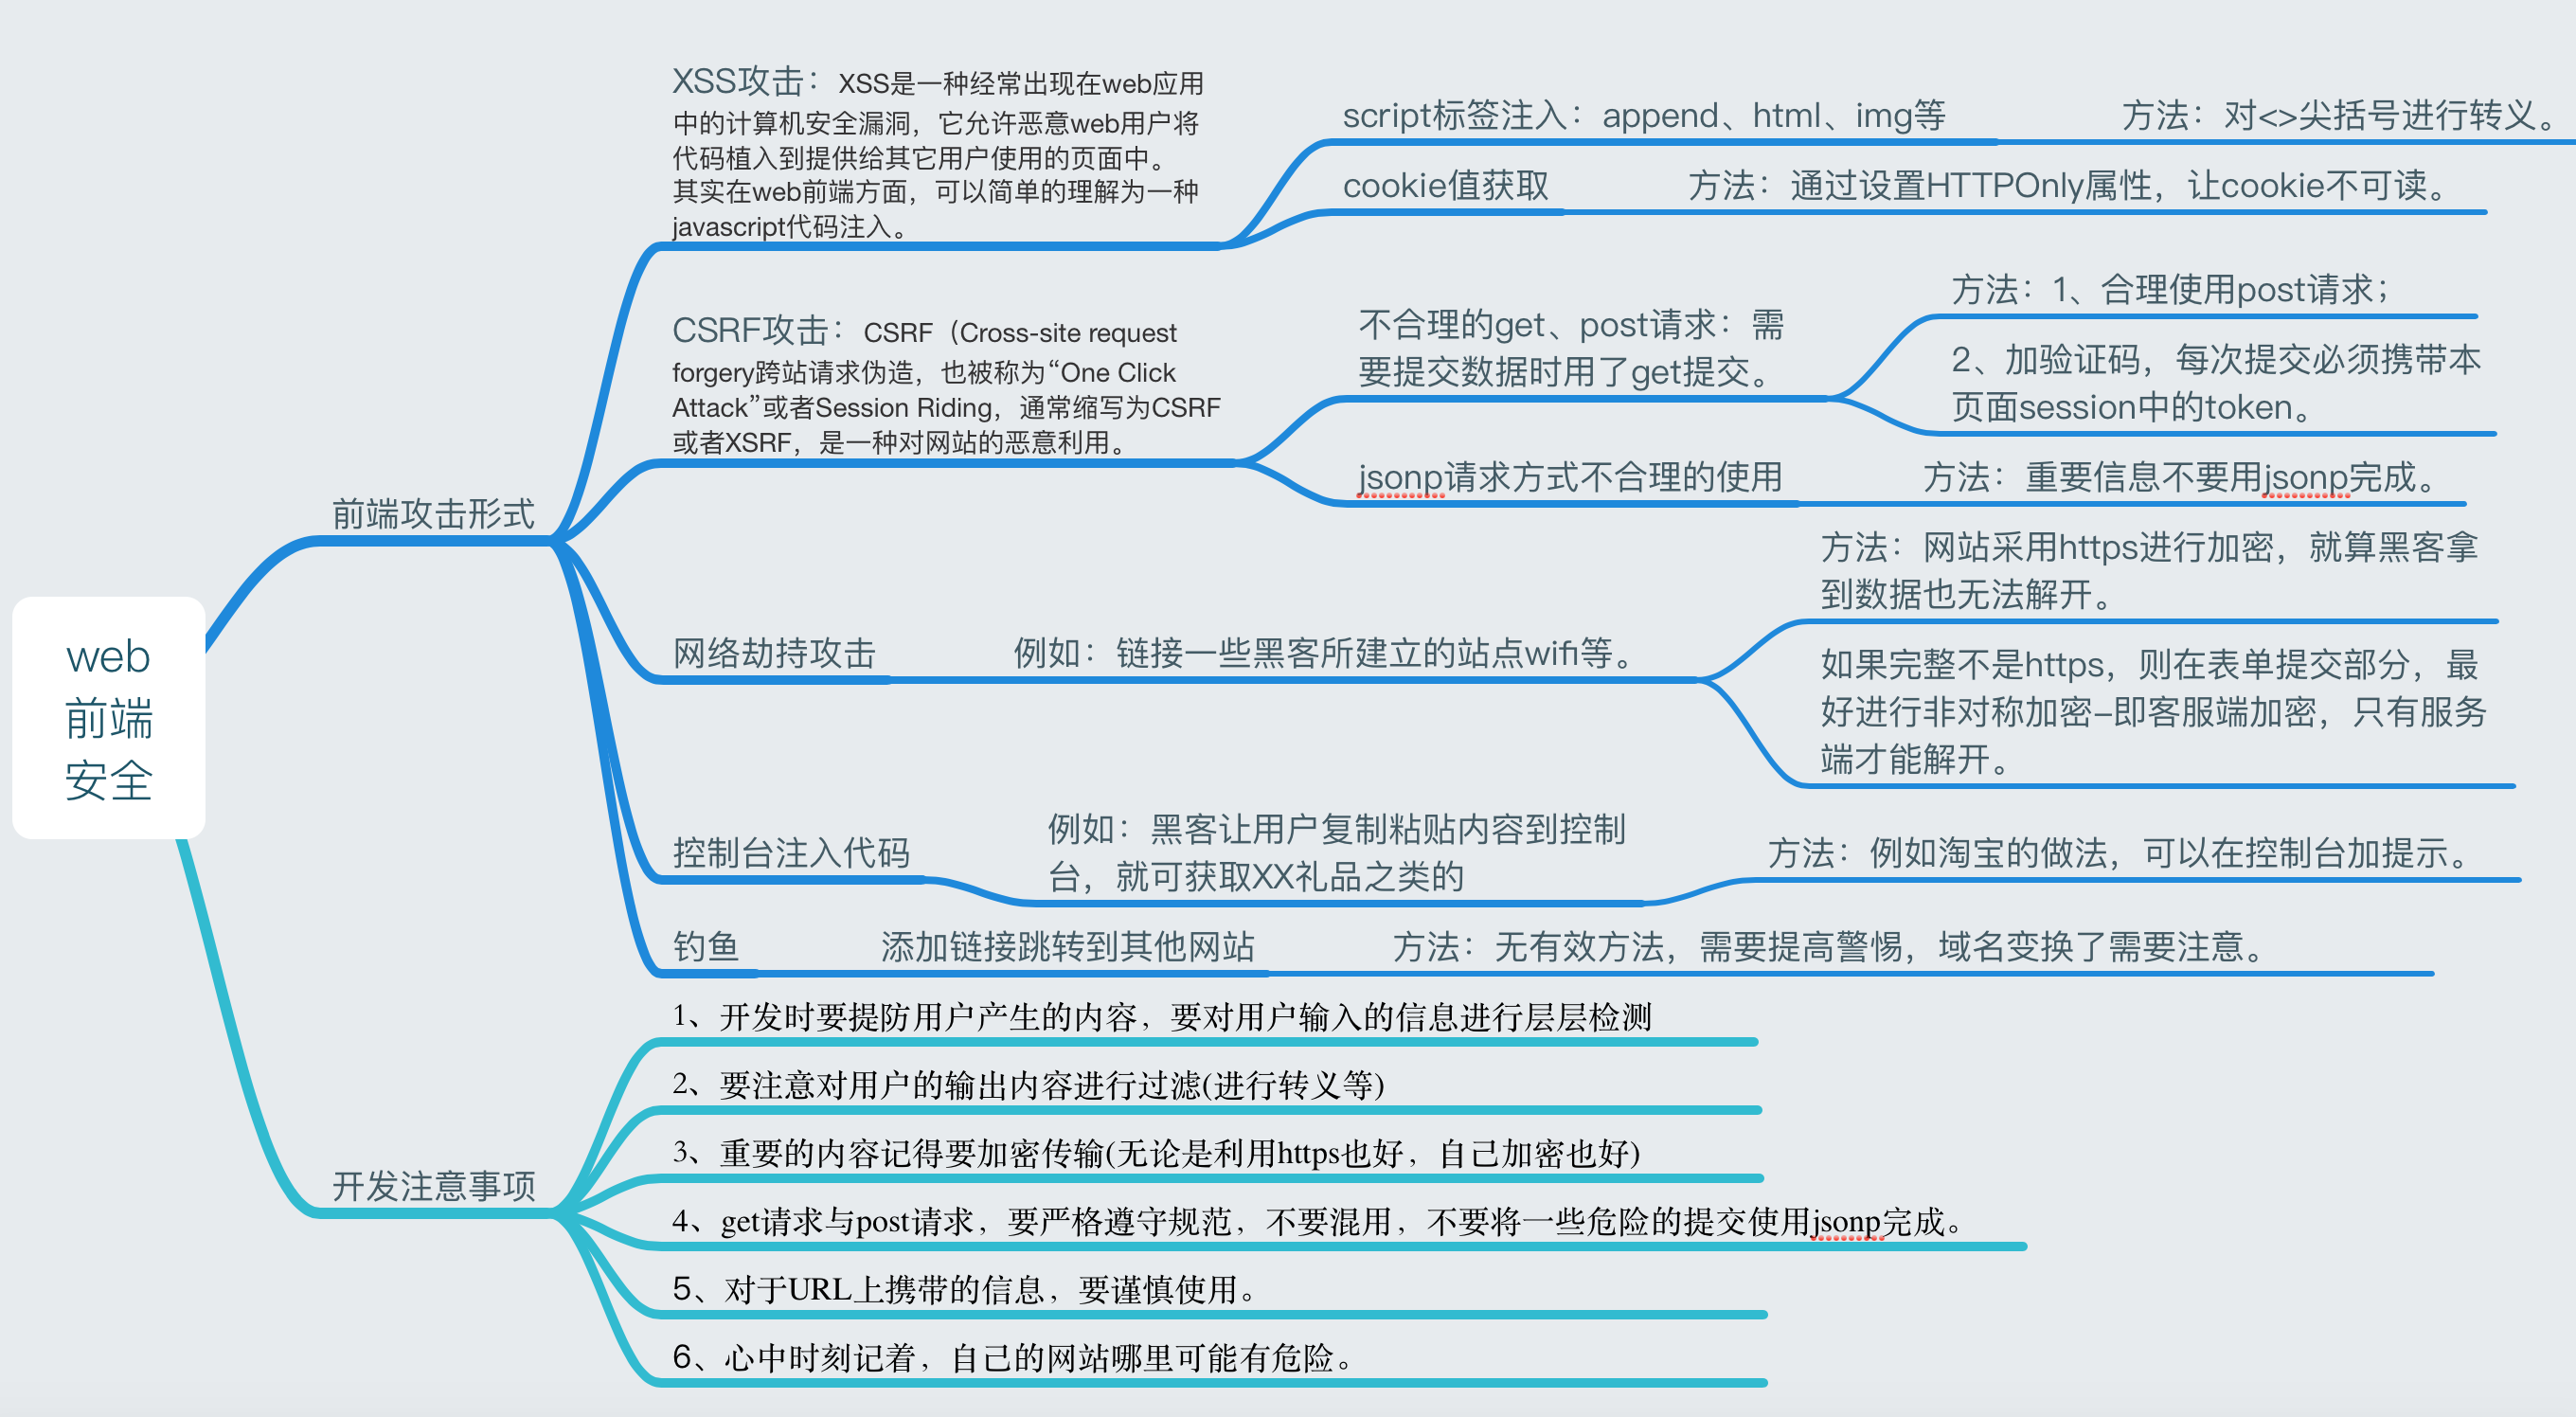 web
前端
安全
前端攻击形式
XSS攻击：XSS是一种经常出现在web应用
中的计算机安全漏洞，它允许恶意web用户将
代码植入到提供给其它用户使用的页面中。
其实在web前端方面，可以简单的理解为一种
javascript代码注入。
script标签注入：append、html、img等
方法：对<>尖括号进行转义。
cookie值获取
方法：通过设置HTTPOnly属性，让cookie不可读。
CSRF攻击：CSRF（Cross-site request
forgery跨站请求伪造，也被称为“One Click
Attack”或者Session Riding，通常缩写为CSRF
或者XSRF，是一种对网站的恶意利用。
不合理的get、post请求：需
要提交数据时用了get提交。
方法：1、合理使用post请求；
2、加验证码，每次提交必须携带本
页面session中的token。
jsonp请求方式不合理的使用
方法：重要信息不要用jsonp完成。
网络劫持攻击
例如：链接一些黑客所建立的站点wifi等。
方法：网站采用https进行加密，就算黑客拿
到数据也无法解开。
如果完整不是https，则在表单提交部分，最
好进行非对称加密–即客服端加密，只有服务
端才能解开。
控制台注入代码
例如：黑客让用户复制粘贴内容到控制
台，就可获取XX礼品之类的
方法：例如淘宝的做法，可以在控制台加提示。
钓鱼
添加链接跳转到其他网站
方法：无有效方法，需要提高警惕，域名变换了需要注意。
开发注意事项
1、开发时要提防用户产生的内容，要对用户输入的信息进行层层检测
2、要注意对用户的输出内容进行过滤(进行转义等)
3、重要的内容记得要加密传输(无论是利用https也好，自己加密也好)
4、get请求与post请求，要严格遵守规范，不要混用，不要将一些危险的提交使用jsonp完成。
5、对于URL上携带的信息，要谨慎使用。
6、心中时刻记着，自己的网站哪里可能有危险。